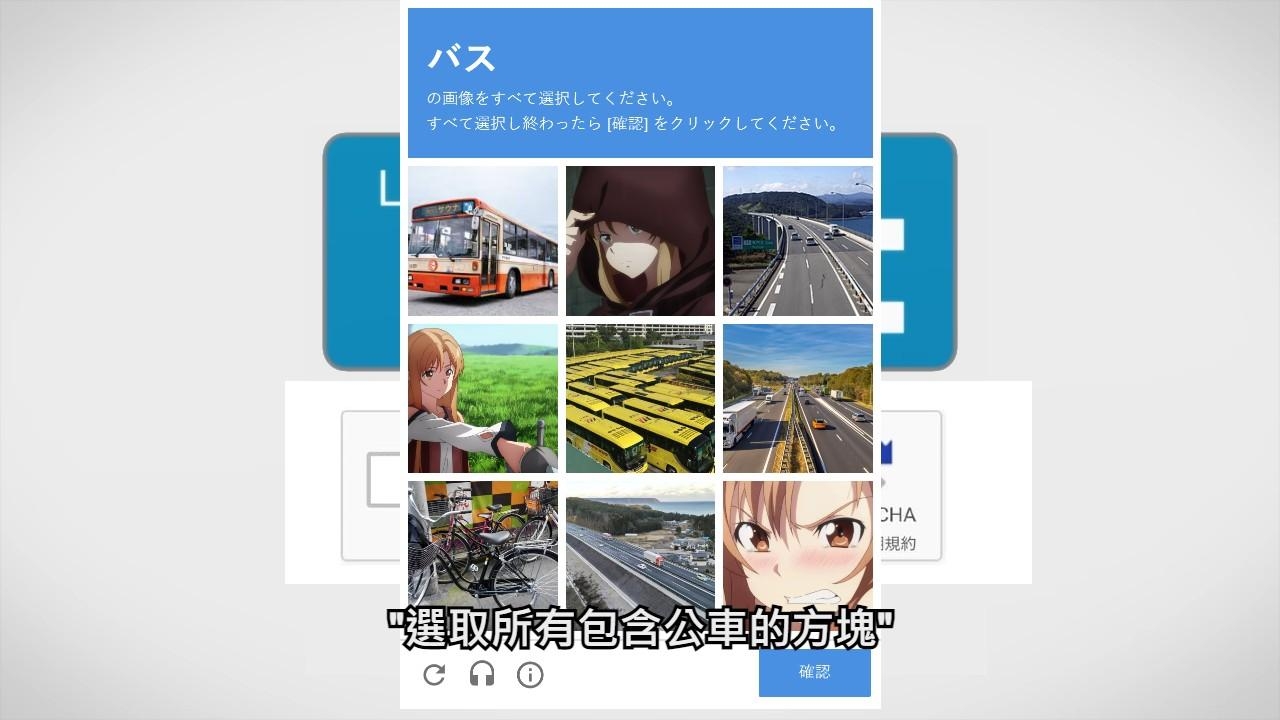 バス
の画像をすべて選択してください。
すべて選択し終わったら [確認] をクリックしてください。
L
サウナ
CHA
規約
"選取所有包含公車的方塊"
確認